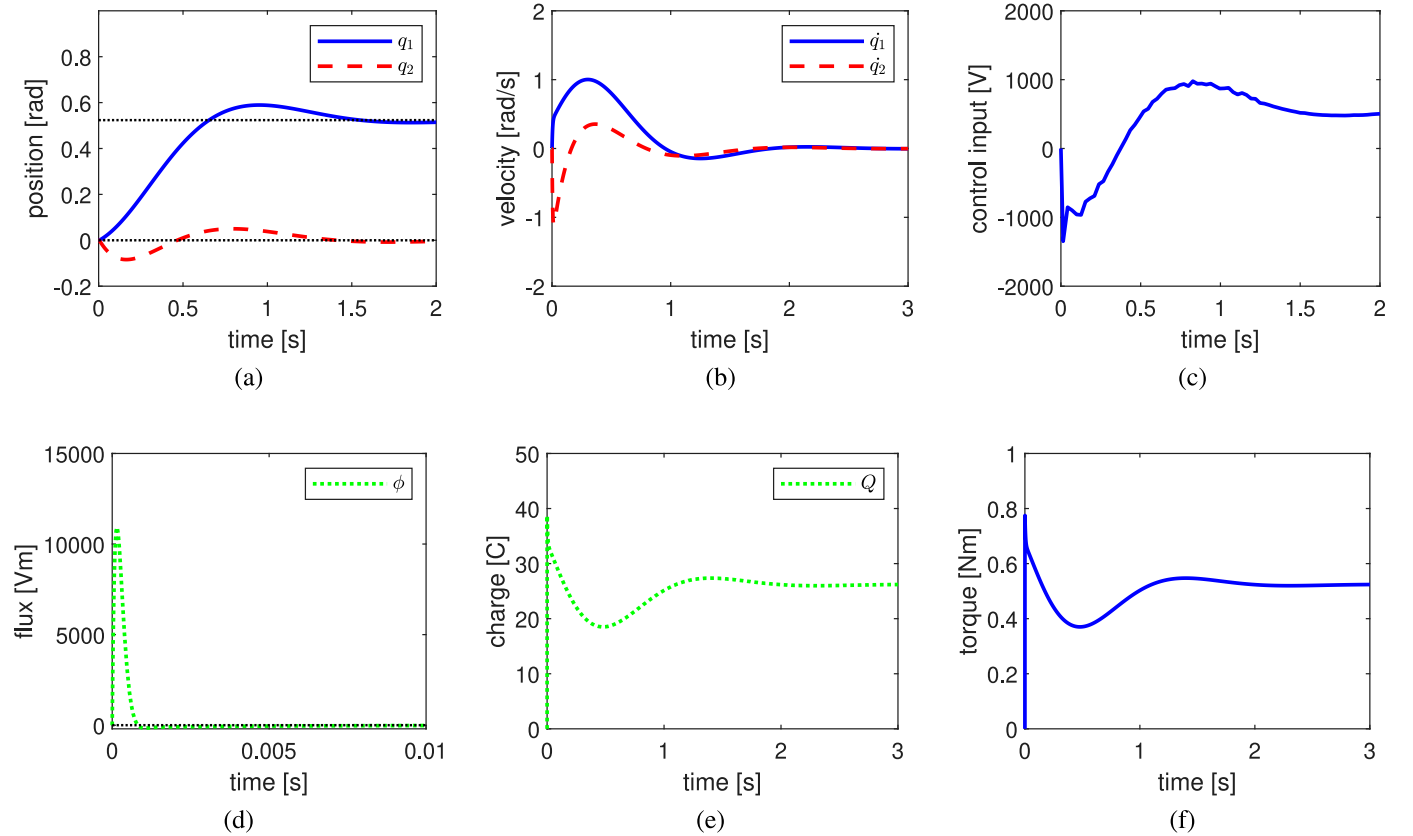 position [rad]
0.8
0.6
0.4
0.2
0
-0.2
0 0.5 1 1.5 2
time [s]
q₁
q₂
(a)
velocity [rad/s]
2
1
0
-1
-2
0 1 2 3
time [s]
q̇₁
q̇₂
(b)
control input [V]
2000
1000
0
-1000
-2000
0 0.5 1 1.5 2
time [s]
(c)
flux [Vm]
15000
10000
5000
0
0 0.005 0.01
time [s]
ϕ
(d)
charge [C]
50
40
30
20
10
0
0 1 2 3
time [s]
Q
(e)
torque [Nm]
1
0.8
0.6
0.4
0.2
0
0 1 2 3
time [s]
(f)